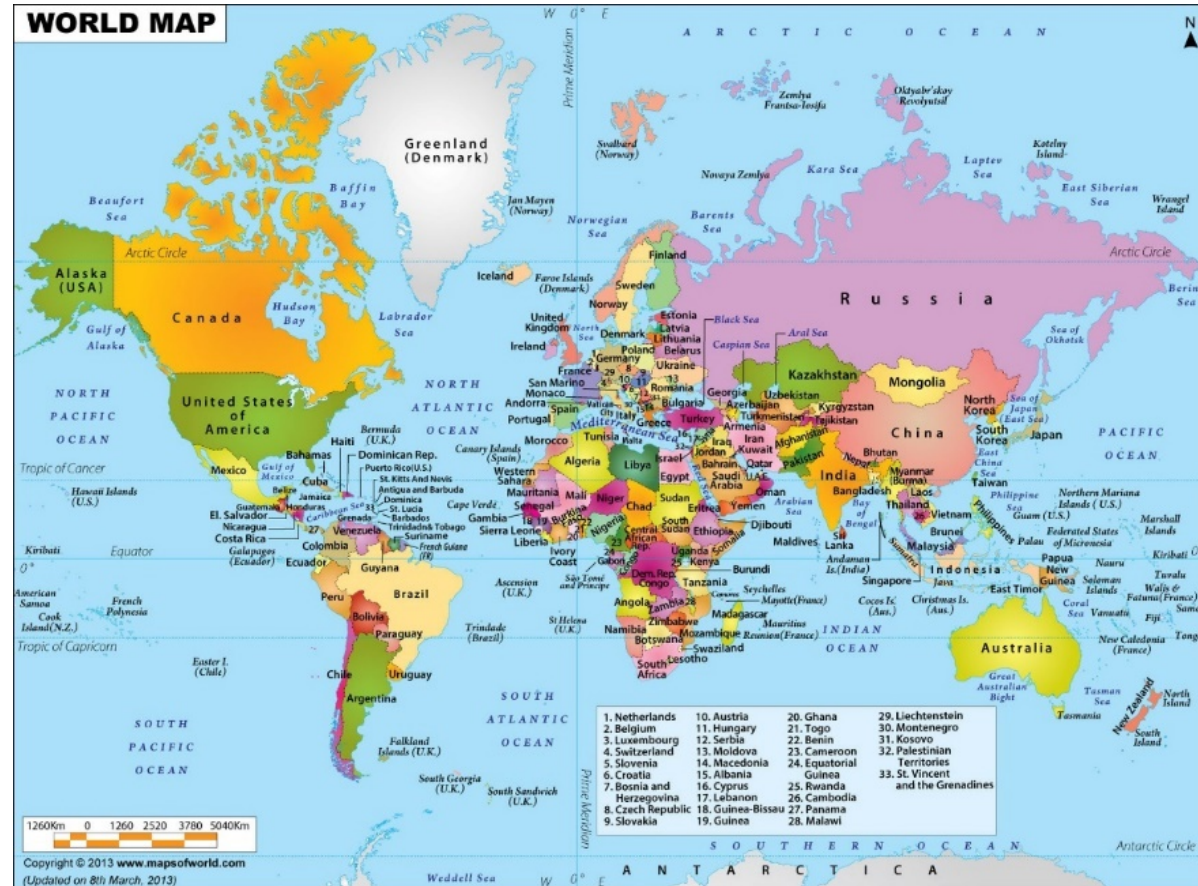 WORLD MAP
W 0° E
N
ARCTIC OCEAN
Prime Meridian
Zemlya
Frantsa-Iosifa
Oktyabr'skoy
Revolyutsil
Svalbard
(Norway)
Kotelny
Island
Greenland
(Denmark)
Novaya Zemlya
Kara Sea
Laptev
Sea
East Siberian
Sea
Wrangel
Island
Beaufort
Sea
Baffin
Bay
Jan Mayen
(Norway)
Norwegian
Sea
Barents
Sea
Arctic Circle
Arctic Circle
Alaska
(USA)
Iceland
Faroe Islands
(Denmark)
Finland
Sweden
Norway
Russia
Canada
Hudson
Bay
Labrador
Sea
Gulf of
Alaska
United
Kingdom
North
Sea
Ireland
Denmark
Estonia
Latvia
Lithuania
Belarus
Poland
Germany
Ukraine
France
San Marino
Monaco
Andorra
Spain
Portugal
Vatican
City
Italy
Romania
Bulgaria
Greece
Black Sea
Caspian Sea
Aral Sea
Sea of
Okhotsk
Kazakhstan
Mongolia
Georgia
Uzbekistan
Azerbaijan
Kyrgyzstan
Turkmenistan
Tajikistan
Armenia
Turkey
North
Korea
South
Korea
Sea of
Japan
(East Sea)
Japan
China
East
China
Sea
Taiwan
NORTH
PACIFIC
OCEAN
United States
of
America
NORTH
ATLANTIC
OCEAN
PACIFIC
OCEAN
Mediterranean Sea
Malta
Tunisia
Morocco
Canary Islands
(Spain)
Western
Sahara
Algeria
Libya
Israel
Egypt
Jordan
Iraq
Iran
Kuwait
Bahrain
Qatar
U.A.E.
Saudi
Arabia
Oman
Yemen
Afghanistan
Pakistan
Nepal
Bhutan
India
Bangladesh
Myanmar
(Burma)
Laos
Thailand
Vietnam
Bermuda
(U.K.)
Haiti
Bahamas
Dominican Rep.
Puerto Rico(U.S.)
Cuba
St. Kitts And Nevis
Antigua and Barbuda
Jamaica
Dominica
St. Lucia
Barbados
Grenada
Trinidad& Tobago
Caribbean Sea
Gulf of
Mexico
Mexico
Belize
Guatemala
Honduras
El. Salvador
Nicaragua
Costa Rica
Tropic of Cancer
Hawaii Islands
(U.S.)
Galapagos
(Ecuador)
Kiribati
Equator
0°
0°
Venezuela
Suriname
French Guiane
(FR)
Colombia
Ecuador
Guyana
Peru
Brazil
Bolivia
Paraguay
Chile
Uruguay
Argentina
Mauritania
Mali
Niger
Chad
Sudan
Eritrea
Red Sea
Cape Verde
Senegal
Gambia
Burkina
Faso
Sierra Leone
Liberia
Ivory
Coast
Nigeria
Central
African
Rep.
South
Sudan
Ethiopia
Djibouti
Somalia
Uganda
Kenya
Gabon
Congo
Dem. Rep.
Congo
Burundi
Tanzania
São Tomé
and Principe
Ascension
(U.K.)
St Helena
(U.K.)
Trindade
(Brazil)
Angola
Zambia
Comoros
Seychelles
Mayotte(France)
Madagascar
Mauritius
Reunion(France)
Zimbabwe
Mozambique
Namibia
Botswana
Swaziland
Lesotho
South
Africa
Arabian
Sea
Bay
of
Bengal
Maldives
Sri
Lanka
Andaman
Is.(India)
Philippine
Sea
Philippines
Northern Mariana
Islands (U.S.)
Guam (U.S.)
Palau
Federated States
of Micronesia
Marshall
Islands
Kiribati
Nauru
Brunei
Malaysia
Sumatra
Singapore
Indonesia
Java
East Timor
Papua
New
Guinea
Solomon
Islands
Tuvalu
Walis &
Fatuna(France)
Cocos Is.
(Aus.)
Christmas Is.
(Aus.)
Coral
Sea
Vanuatu
Fiji
New Caledonia
(France)
INDIAN
OCEAN
Australia
Great
Australian
Bight
Tasman
Sea
Tasmania
New Zealand
North
Island
South
Island
American
Samoa
Cook
Island(N.Z.)
French
Polynesia
Tropic of Capricorn
Easter I.
(Chile)
SOUTH
PACIFIC
OCEAN
SOUTH
ATLANTIC
OCEAN
Falkland
Islands (U.K.)
South Georgia
(U.K.)
South Sandwich
(U.K.)
Prime Meridian
1. Netherlands
2. Belgium
3. Luxembourg
4. Switzerland
5. Slovenia
6. Croatia
7. Bosnia and
Herzegovina
8. Czech Republic
9. Slovakia
10. Austria
11. Hungary
12. Serbia
13. Moldova
14. Macedonia
15. Albania
16. Cyprus
17. Lebanon
18. Guinea-Bissau
19. Guinea
20. Ghana
21. Togo
22. Benin
23. Cameroon
24. Equatorial
Guinea
25. Rwanda
26. Cambodia
27. Panama
28. Malawi
29. Liechtenstein
30. Montenegro
31. Kosovo
32. Palestinian
Territories
33. St. Vincent
and the Grenadines
1260Km 0 1260 2520 3780 5040Km
SOUTHERN OCEAN
Antarctic Circle
Copyright © 2013 www.mapsofworld.com
(Updated on 8th March, 2013)
Weddell Sea
W 0° E
ANTARCTICA